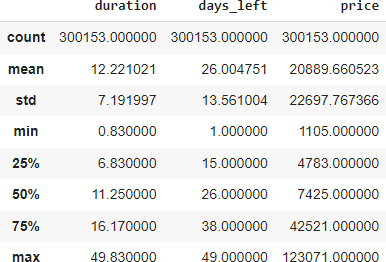 duration days_left price
count 300153.000000 300153.000000 300153.000000
mean 12.221021 26.004751 20889.660523
std 7.191997 13.561004 22697.767366
min 0.830000 1.000000 1105.000000
25% 6.830000 15.000000 4783.000000
50% 11.250000 26.000000 7425.000000
75% 16.170000 38.000000 42521.000000
max 49.830000 49.000000 123071.000000